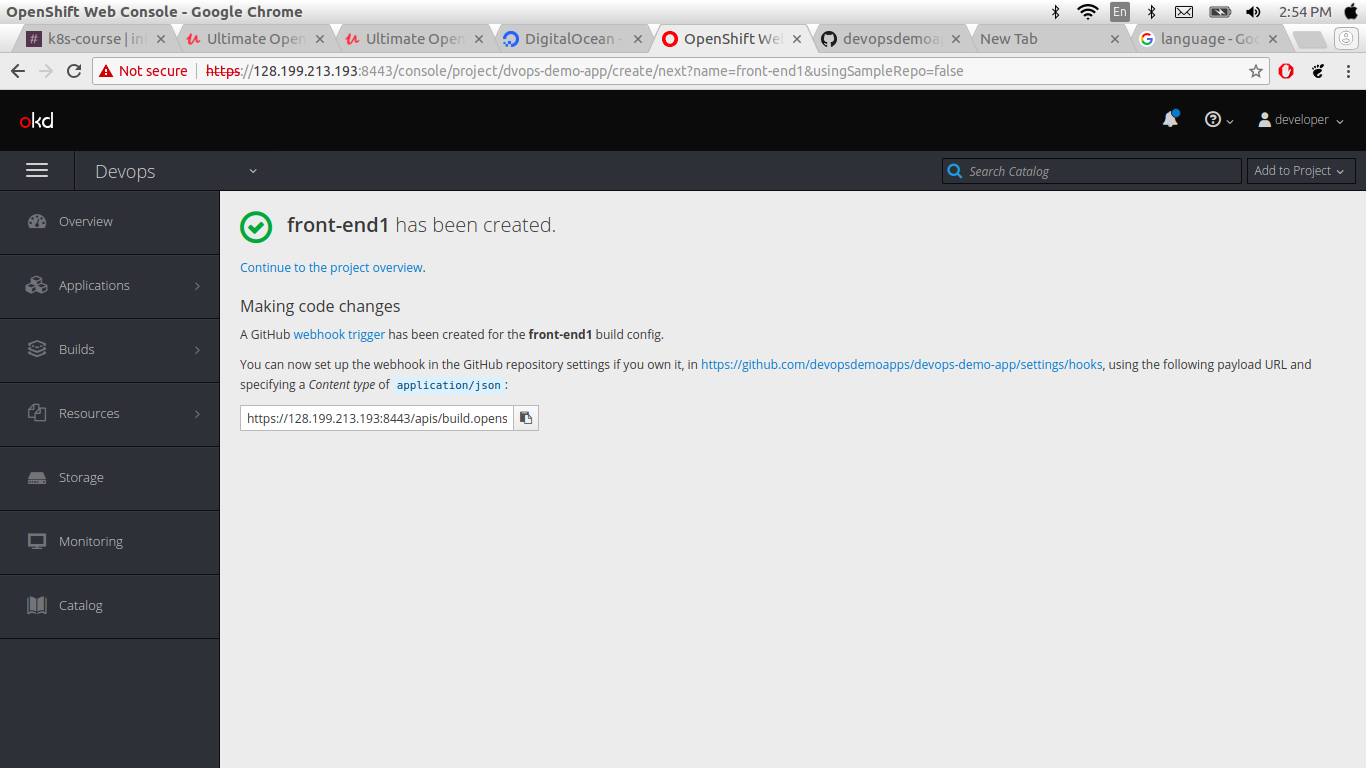 OpenShift Web Console - Google Chrome
En
2:54 PM
k8s-course | in
Ultimate Open
Ultimate Open
DigitalOcean -
OpenShift We
devopsdemoa
New Tab
language - Goo
Not secure
https://128.199.213.193:8443/console/project/dvops-demo-app/create/next?name=front-end1&usingSampleRepo=false
okd
developer
Devops
Search Catalog
Add to Project
Overview
Applications
Builds
Resources
Storage
Monitoring
Catalog
front-end1 has been created.
Continue to the project overview.
Making code changes
A GitHub webhook trigger has been created for the front-end1 build config.
You can now set up the webhook in the GitHub repository settings if you own it, in https://github.com/devopsdemoapps/devops-demo-app/settings/hooks, using the following payload URL and
specifying a Content type of application/json :
https://128.199.213.193:8443/apis/build.opens